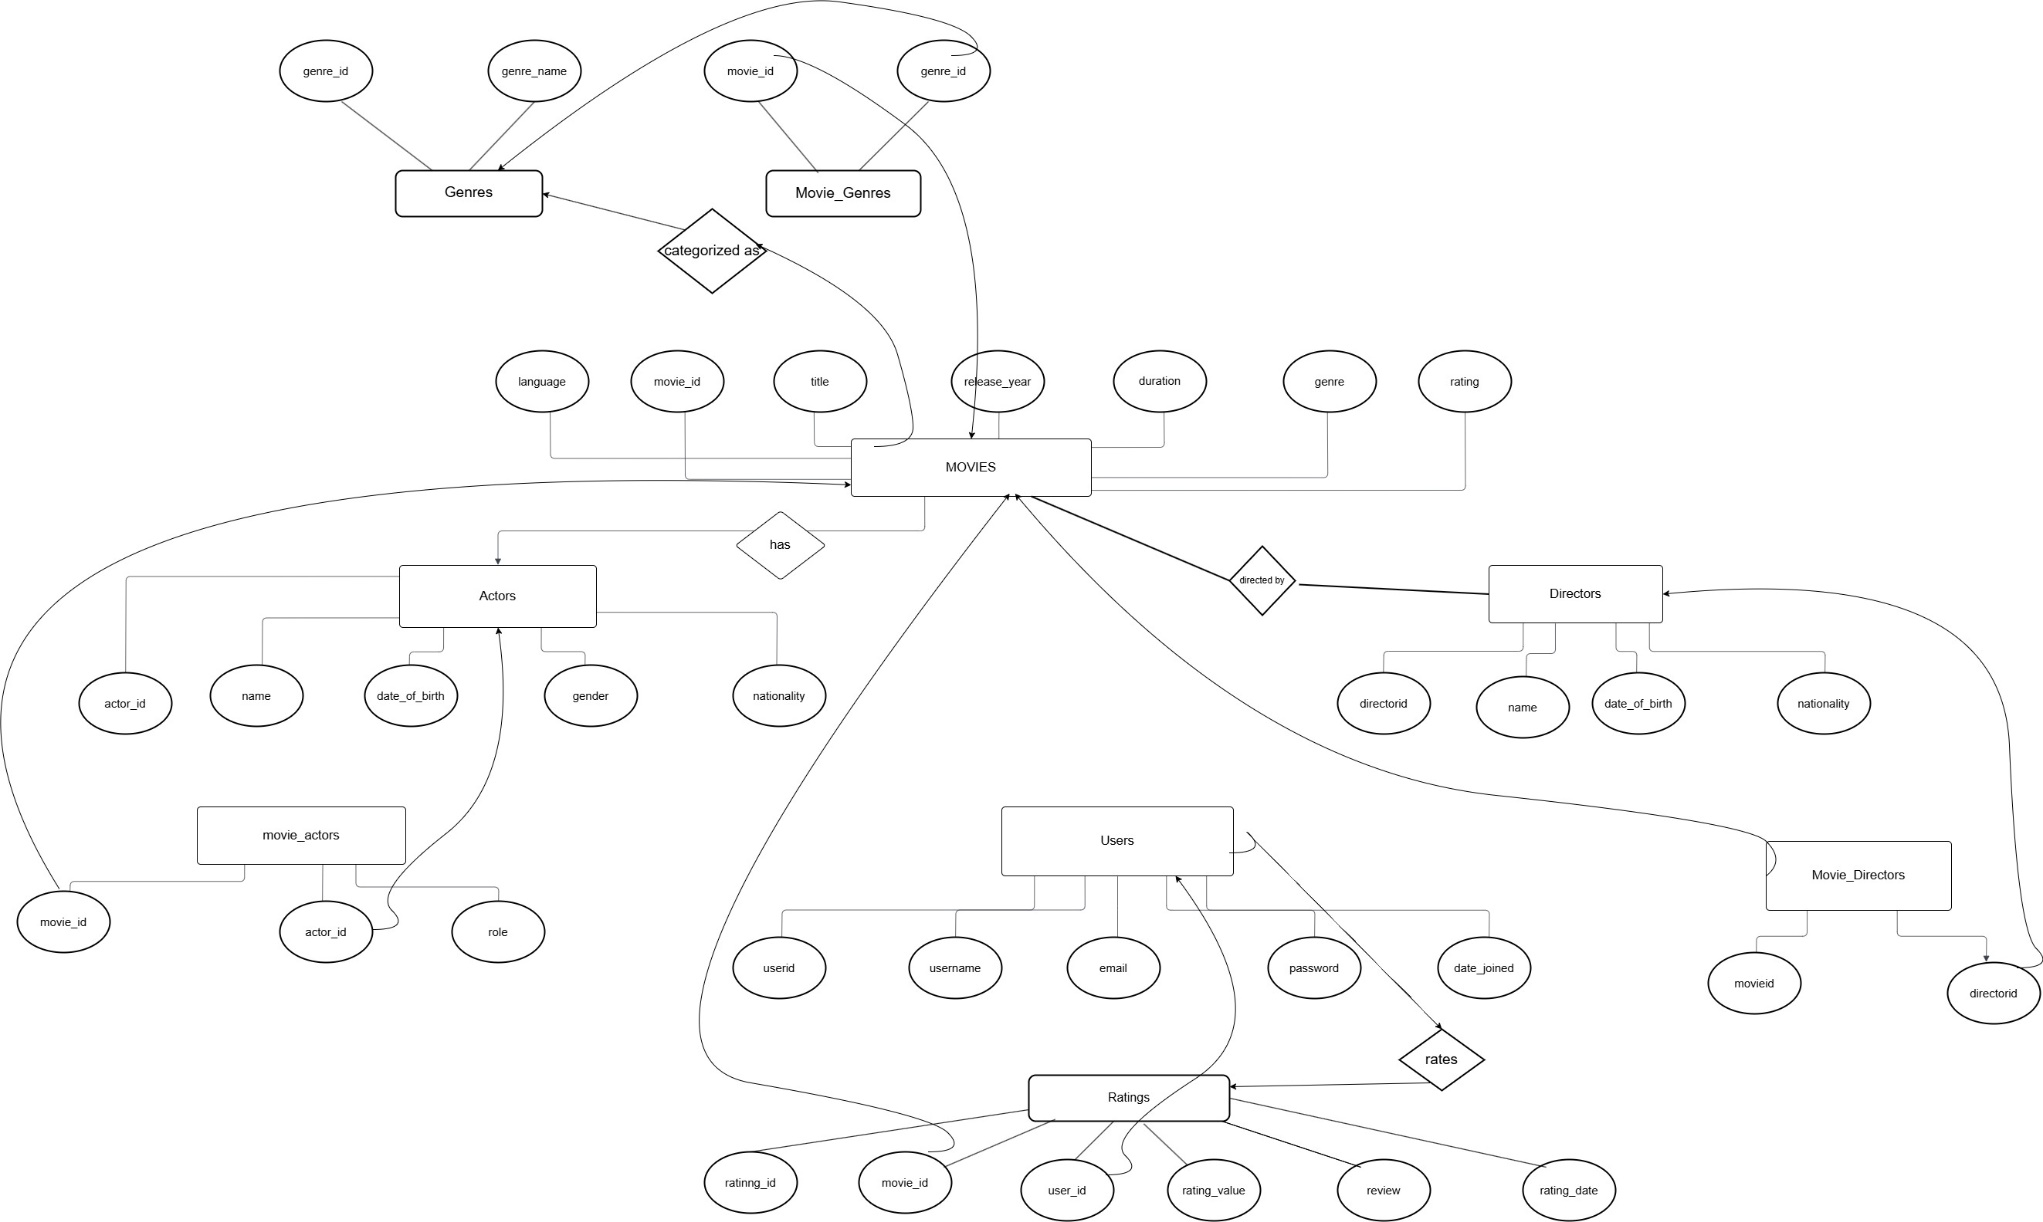 genre_id
genre_name
movie_id
genre_id
Genres
Movie_Genres
categorized as
language
movie_id
title
release_year
duration
genre
rating
MOVIES
has
directed by
Actors
Directors
actor_id
name
date_of_birth
gender
nationality
directorid
name
date_of_birth
nationality
movie_actors
Users
Movie_Directors
movie_id
actor_id
role
userid
username
email
password
date_joined
movieid
directorid
rates
Ratings
ratinng_id
movie_id
user_id
rating_value
review
rating_date